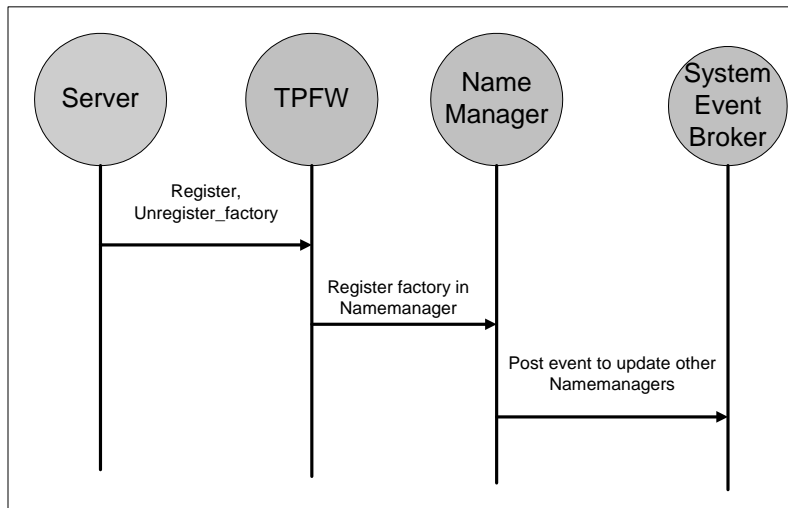 Server
TPFW
Name
Manager
System
Event
Broker
Register,
Unregister_factory
Register factory in
Namemanager
Post event to update other
Namemanagers